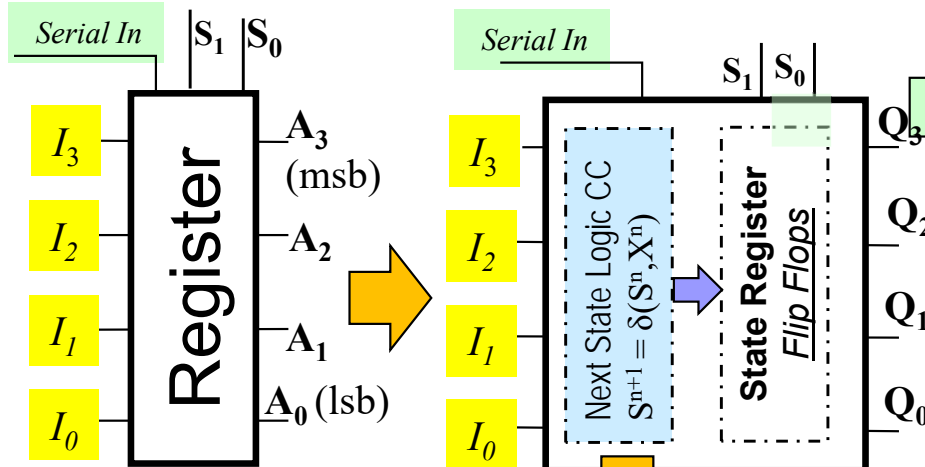 Serial In
S₁ S₀
I₃
I₂
I₁
I₀
Register
A₃
(msb)
A₂
A₁
A₀ (lsb)
Serial In
S₁ S₀
I₃
I₂
I₁
I₀
Next State Logic CC
Sⁿ⁺¹ = δ(Sⁿ,Xⁿ)
State Register
Flip Flops
Q₃
Q₂
Q₁
Q₀